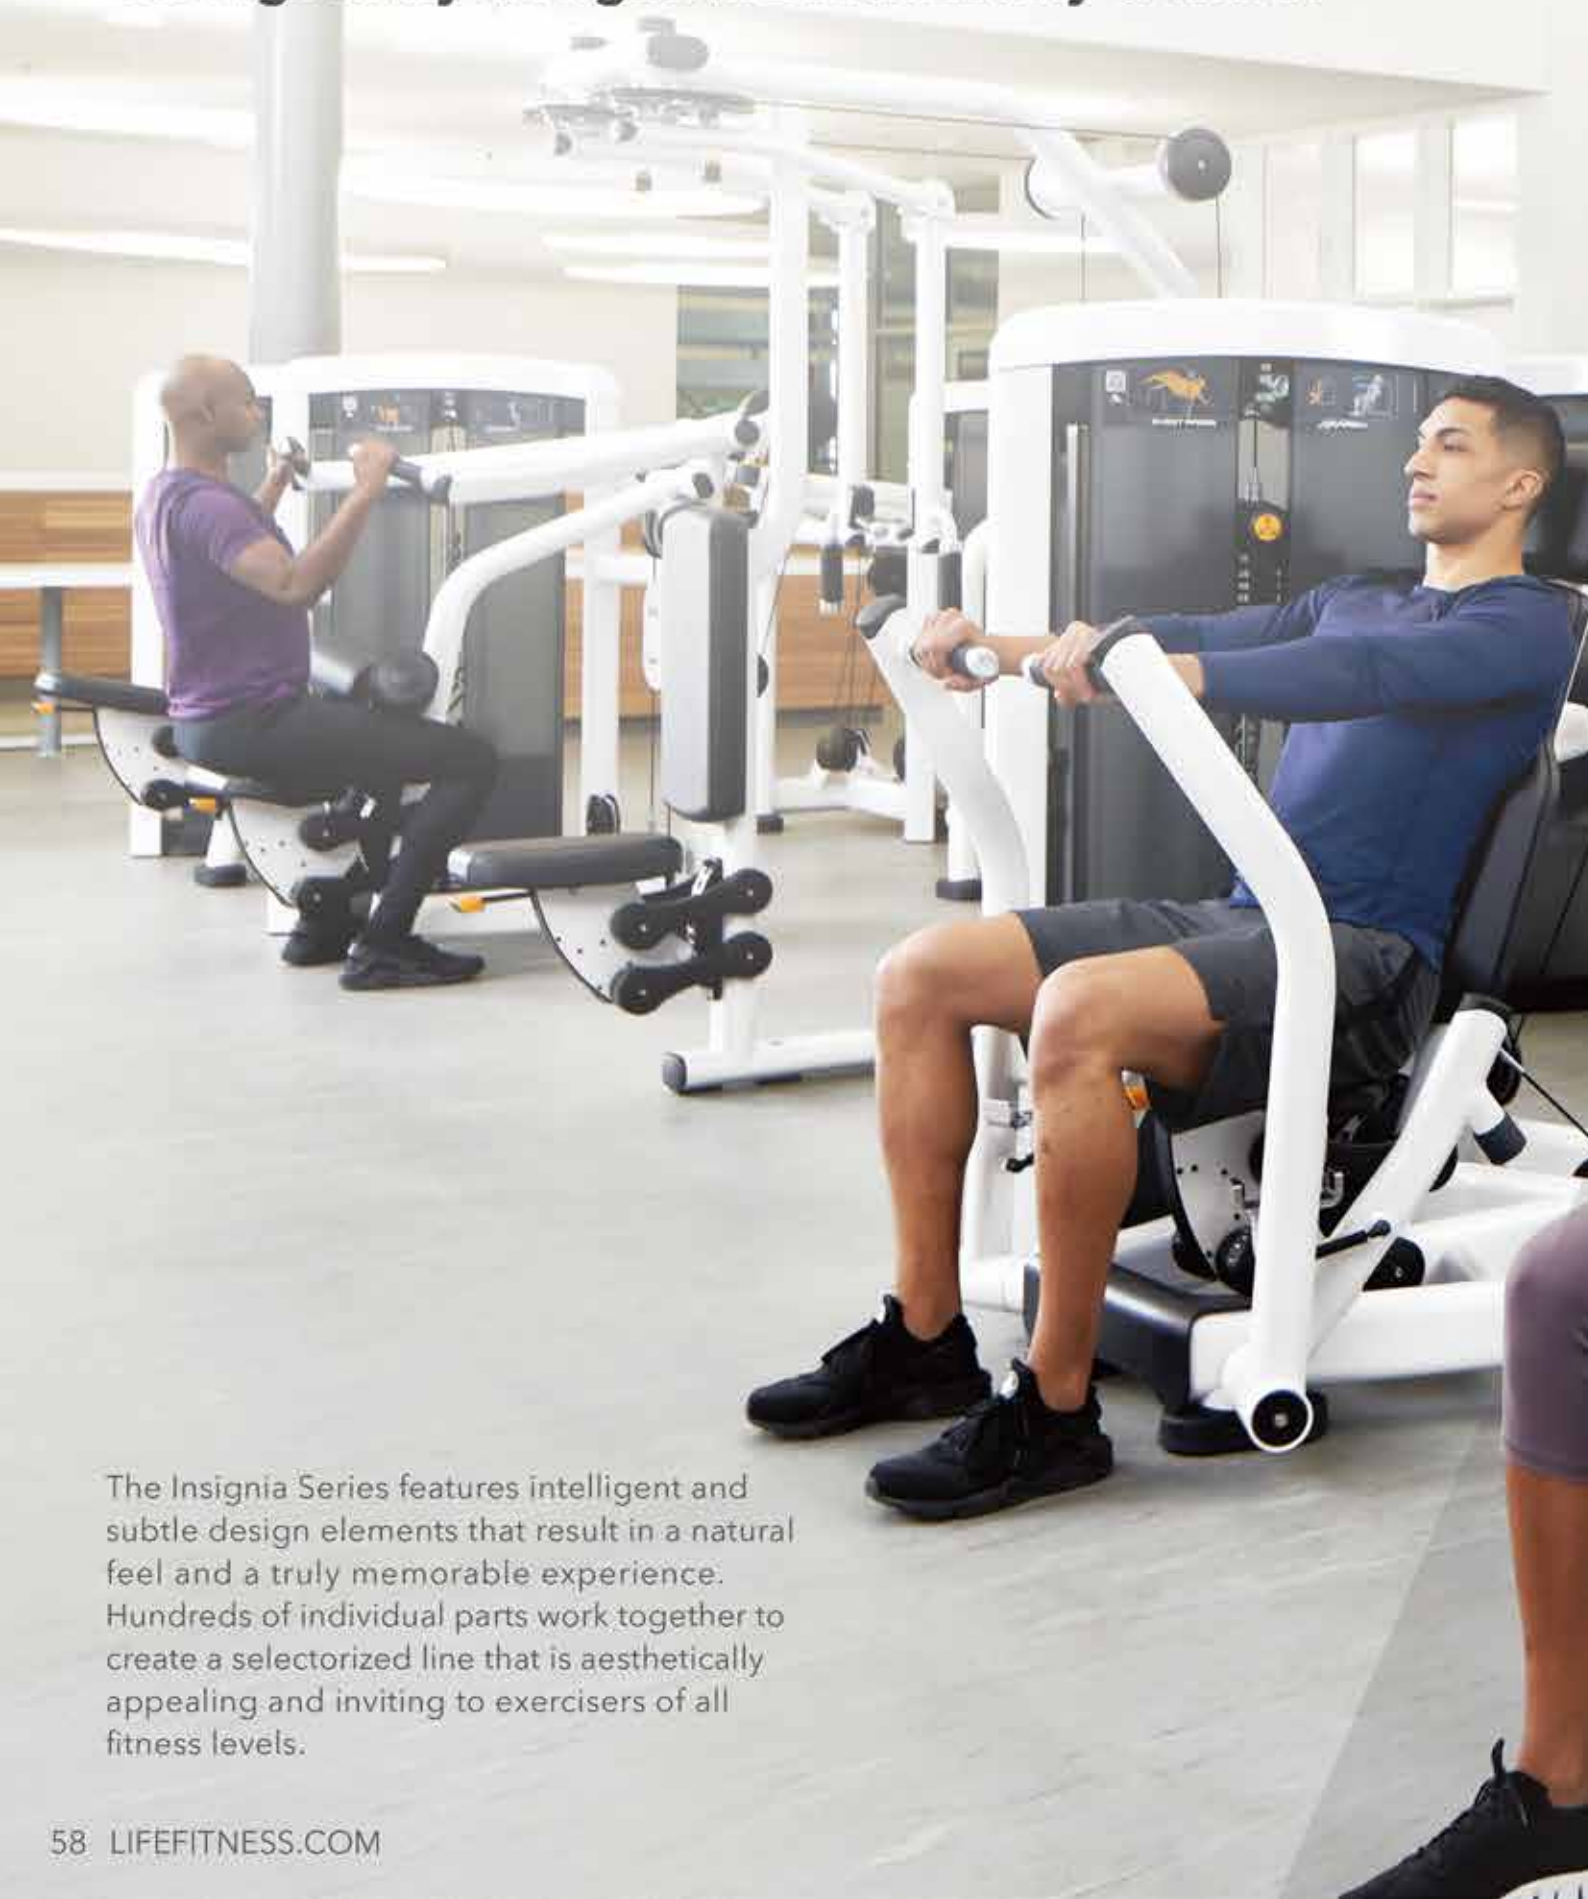 The Insignia Series features intelligent and
subtle design elements that result in a natural
feel and a truly memorable experience.
Hundreds of individual parts work together to
create a selectorized line that is aesthetically
appealing and inviting to exercisers of all
fitness levels.
58 LIFEFITNESS.COM